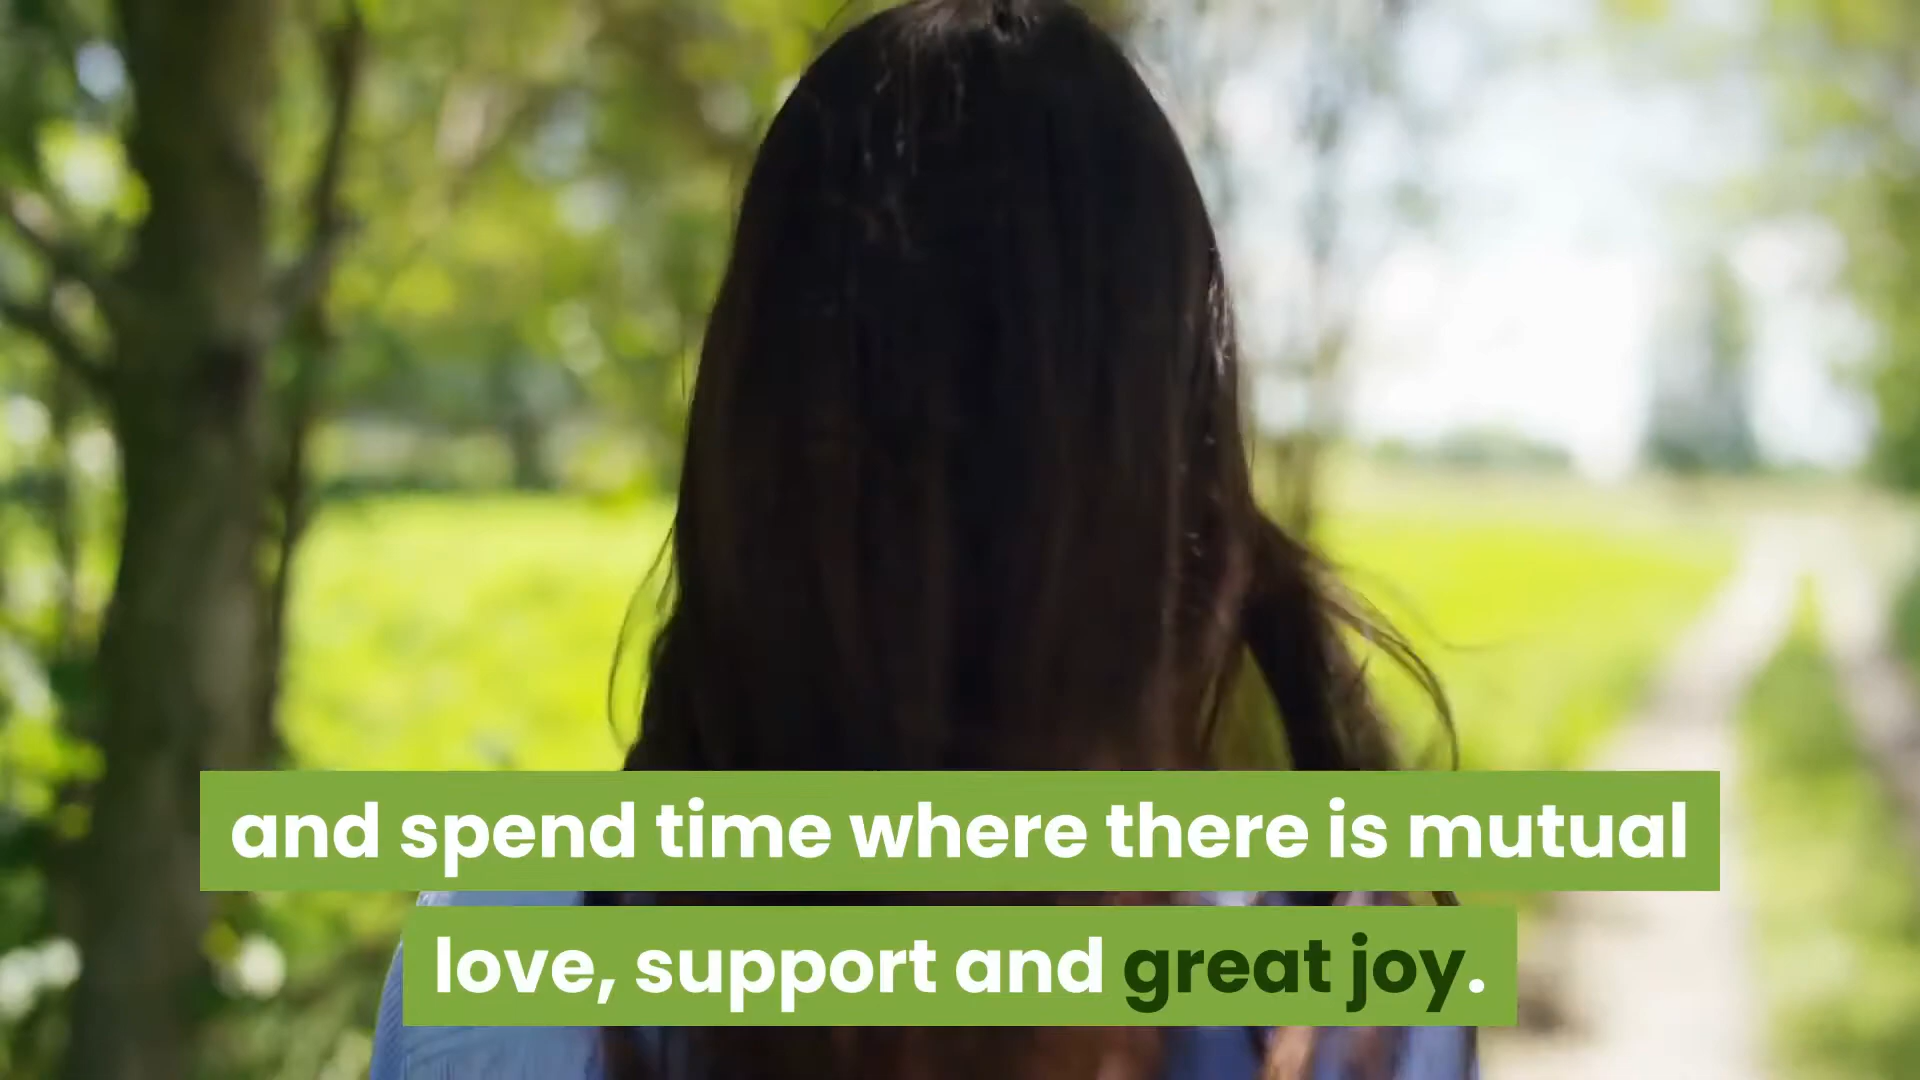 and spend time where there is mutual
love, support and great joy.